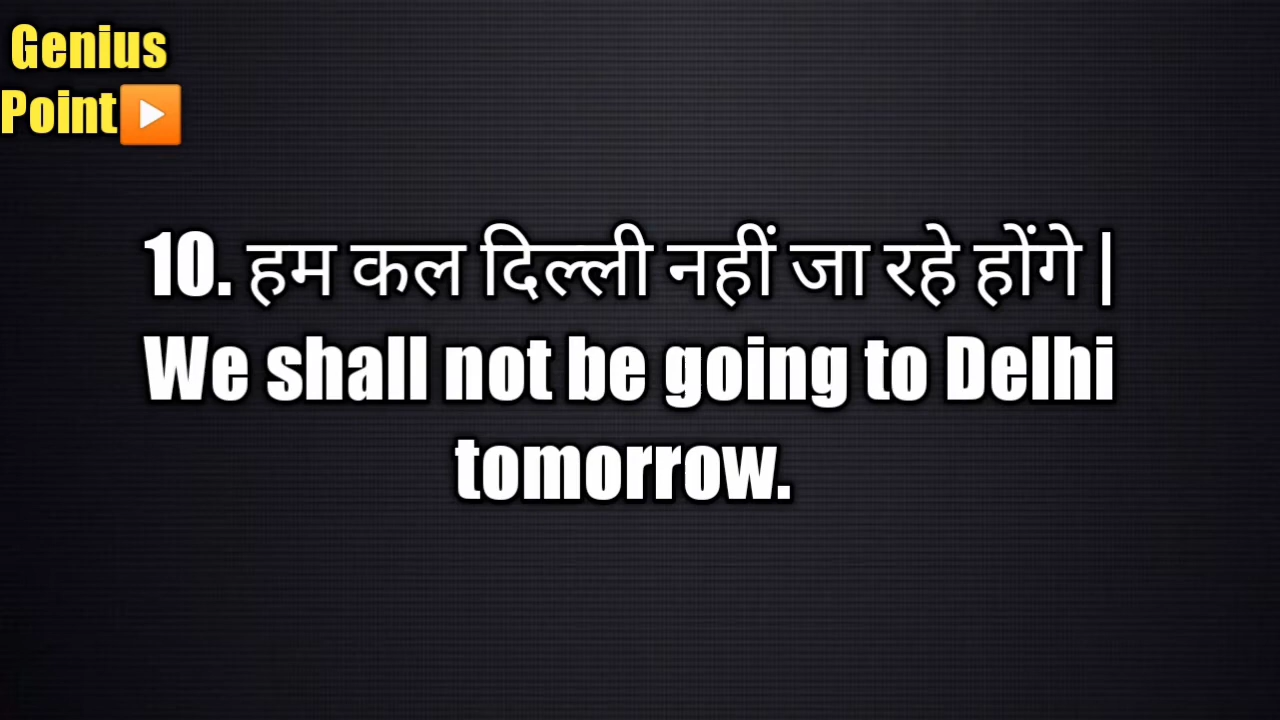 Genius
Point
10. हम कल दिल्ली नहीं जा रहे होंगे |
We shall not be going to Delhi
tomorrow.